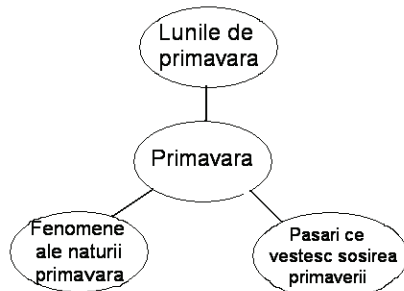 Lunile de
primavara
Primavara
Fenomene
ale naturii
primavara
Pasari ce
vestesc sosirea
primaverii